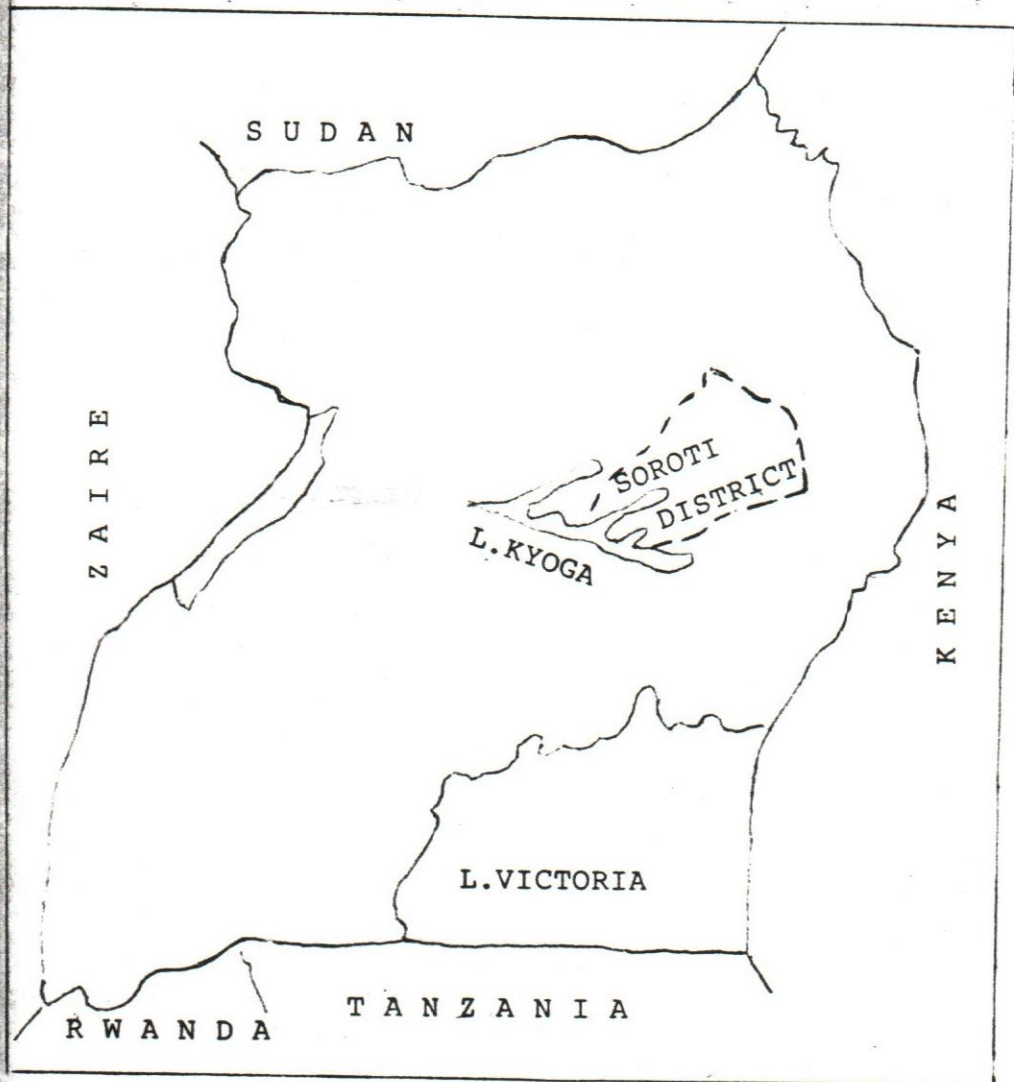 SUDAN
ZAIRE
SOROTI
DISTRICT
L.KYOGA
KENYA
L.VICTORIA
TANZANIA
RWANDA